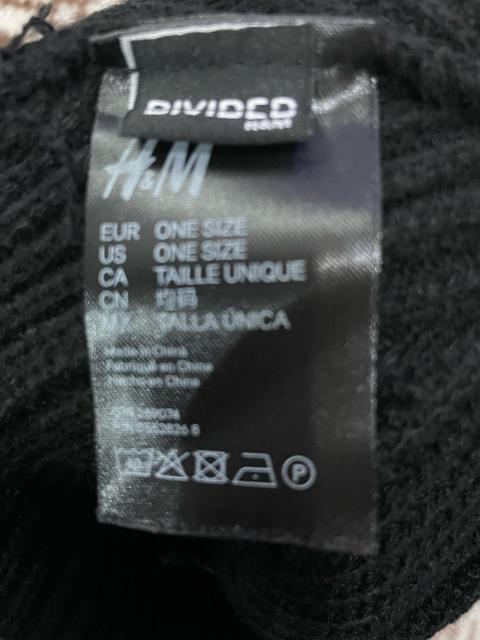 DIVIDED
H&M
H&M
EUR ONE SIZE
US ONE SIZE
CA TAILLE UNIQUE
CN 均码
MX TALLA ÚNICA
Made in China
Fabriqué en Chine
Hecho en China
P